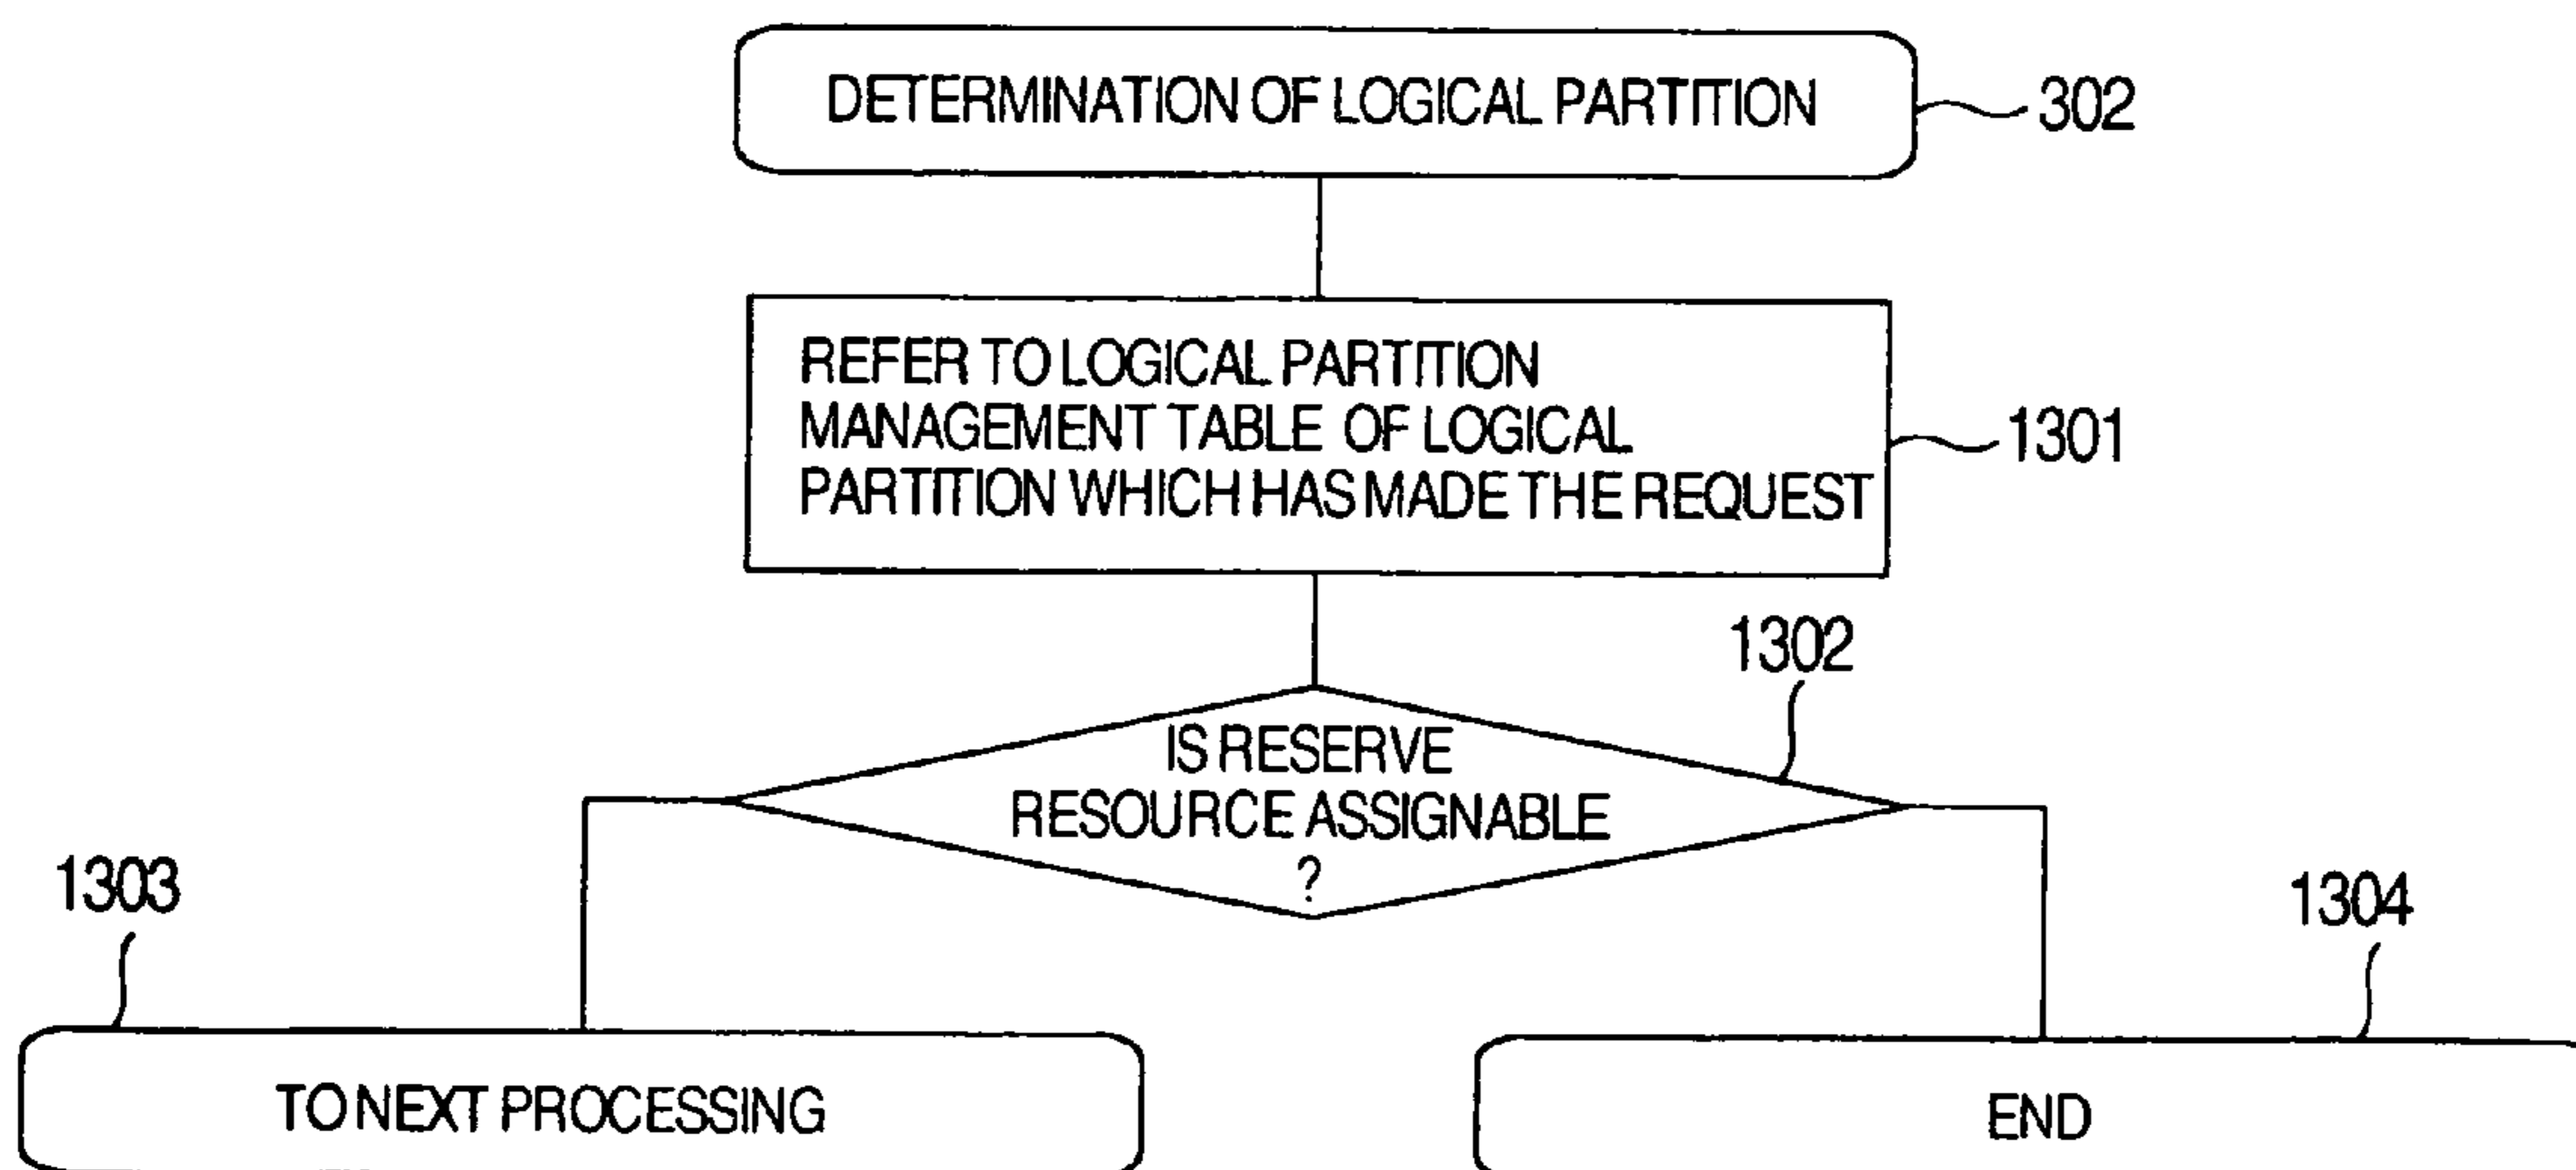 DETERMINATION OF LOGICAL PARTITION
302
REFER TO LOGICAL PARTITION
MANAGEMENT TABLE OF LOGICAL
PARTITION WHICH HAS MADE THE REQUEST
1301
1302
IS RESERVE
RESOURCE ASSIGNABLE
?
1303
1304
TO NEXT PROCESSING
END